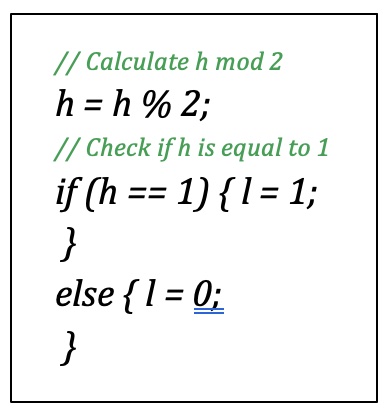 // Calculate h mod 2
h = h % 2;
// Check if h is equal to 1
if (h == 1) { l = 1;
}
else { l = 0;
}